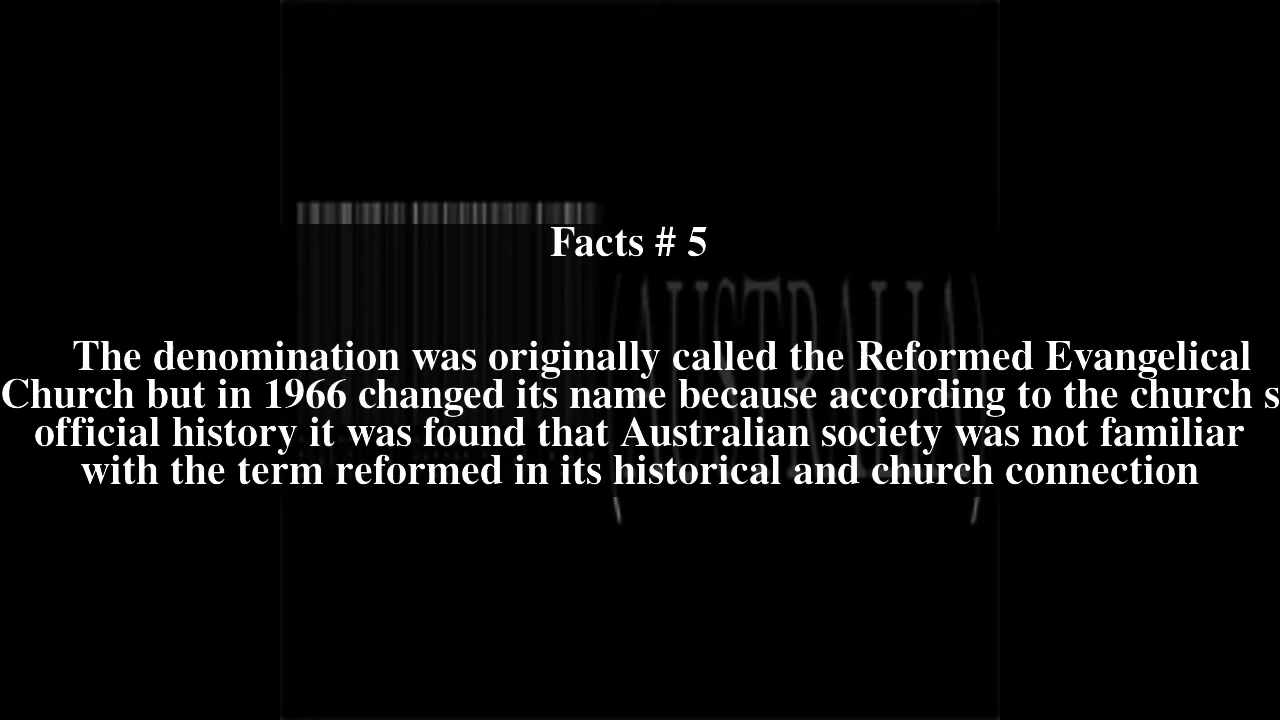 Facts # 5
(AUSTRALIA)
The denomination was originally called the Reformed Evangelical
Church but in 1966 changed its name because according to the church s
official history it was found that Australian society was not familiar
with the term reformed in its historical and church connection